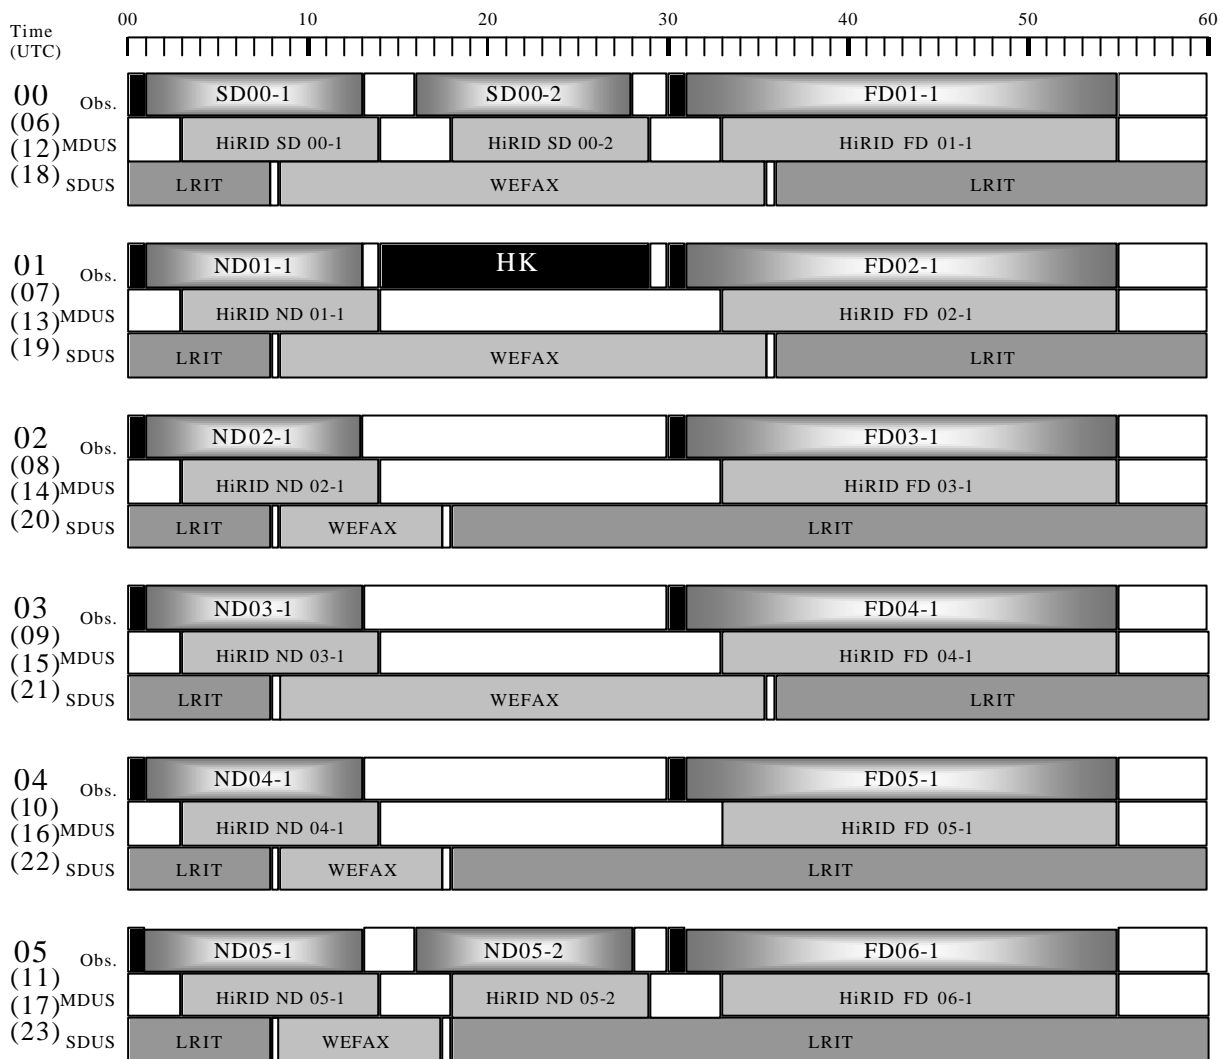 Time 00 10 20 30 40 50 60
(UTC)
00 Obs. SD00-1 SD00-2 FD01-1
(06)
(12) MDUS HiRID SD 00-1 HiRID SD 00-2 HiRID FD 01-1
(18) SDUS LRIT WEFAX LRIT
01 Obs. ND01-1 HK FD02-1
(07)
(13) MDUS HiRID ND 01-1 HiRID FD 02-1
(19) SDUS LRIT WEFAX LRIT
02 Obs. ND02-1 FD03-1
(08)
(14) MDUS HiRID ND 02-1 HiRID FD 03-1
(20) SDUS LRIT WEFAX LRIT
03 Obs. ND03-1 FD04-1
(09)
(15) MDUS HiRID ND 03-1 HiRID FD 04-1
(21) SDUS LRIT WEFAX LRIT
04 Obs. ND04-1 FD05-1
(10)
(16) MDUS HiRID ND 04-1 HiRID FD 05-1
(22) SDUS LRIT WEFAX LRIT
05 Obs. ND05-1 ND05-2 FD06-1
(11)
(17) MDUS HiRID ND 05-1 HiRID ND 05-2 HiRID FD 06-1
(23) SDUS LRIT WEFAX LRIT